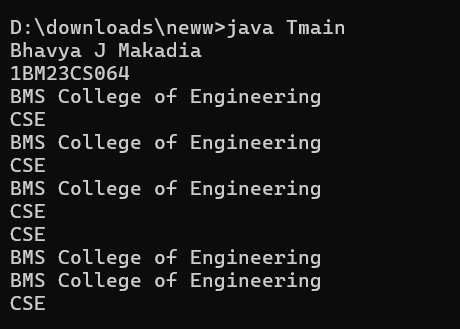 D:\downloads\neww>java Tmain
Bhavya J Makadia
1BM23CS064
BMS College of Engineering
CSE
BMS College of Engineering
CSE
BMS College of Engineering
CSE
CSE
BMS College of Engineering
BMS College of Engineering
CSE